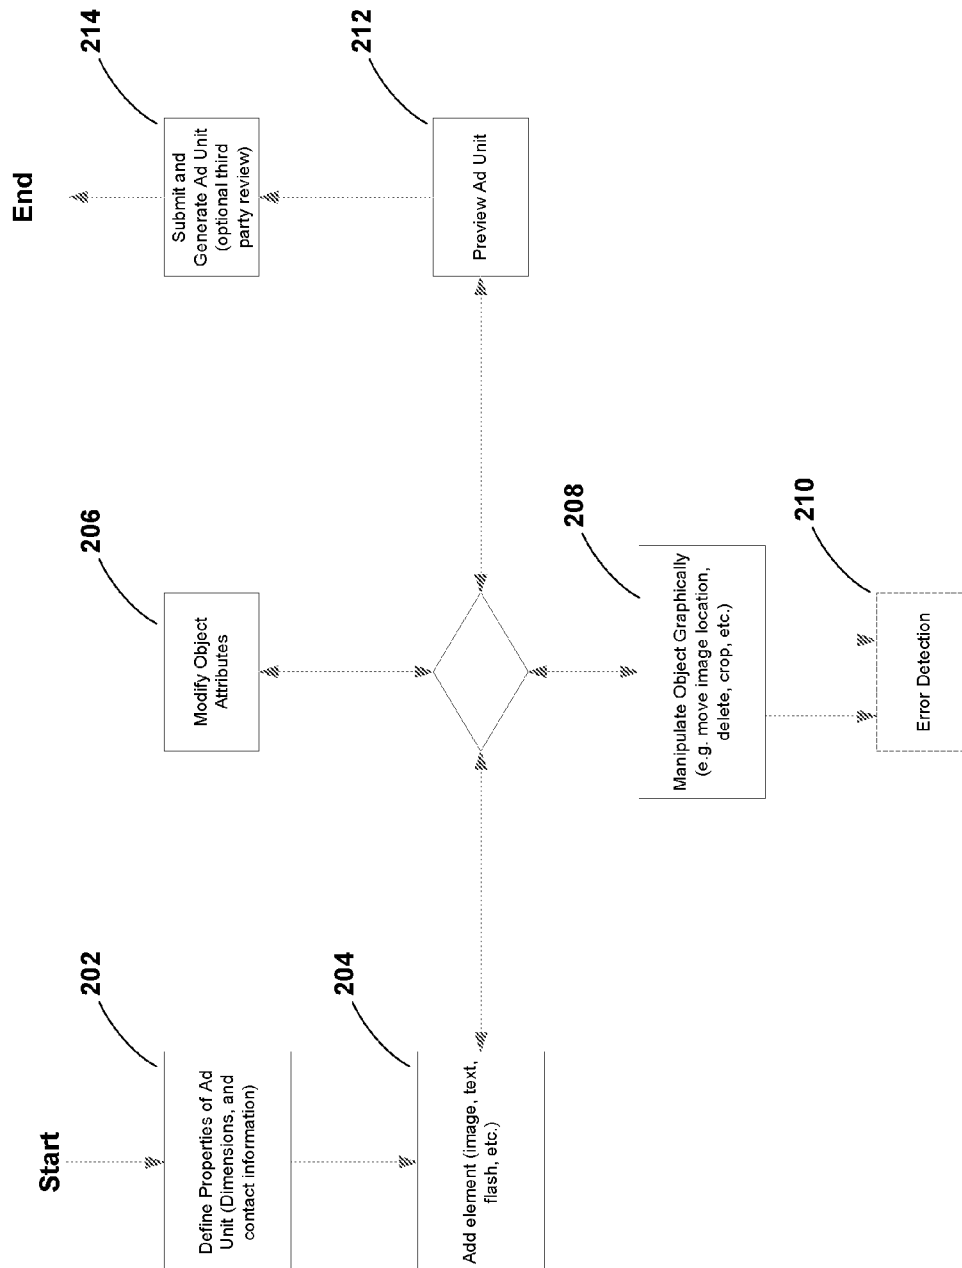 Start
202
Define Properties of Ad
Unit (Dimensions, and
contact information)
204
Add element (image, text,
flash, etc.)
206
Modify Object
Attributes
208
Manipulate Object Graphically
(e.g. move image location,
delete, crop, etc.)
210
Error Detection
212
Preview Ad Unit
214
Submit and
Generate Ad Unit
(optional third
party review)
End